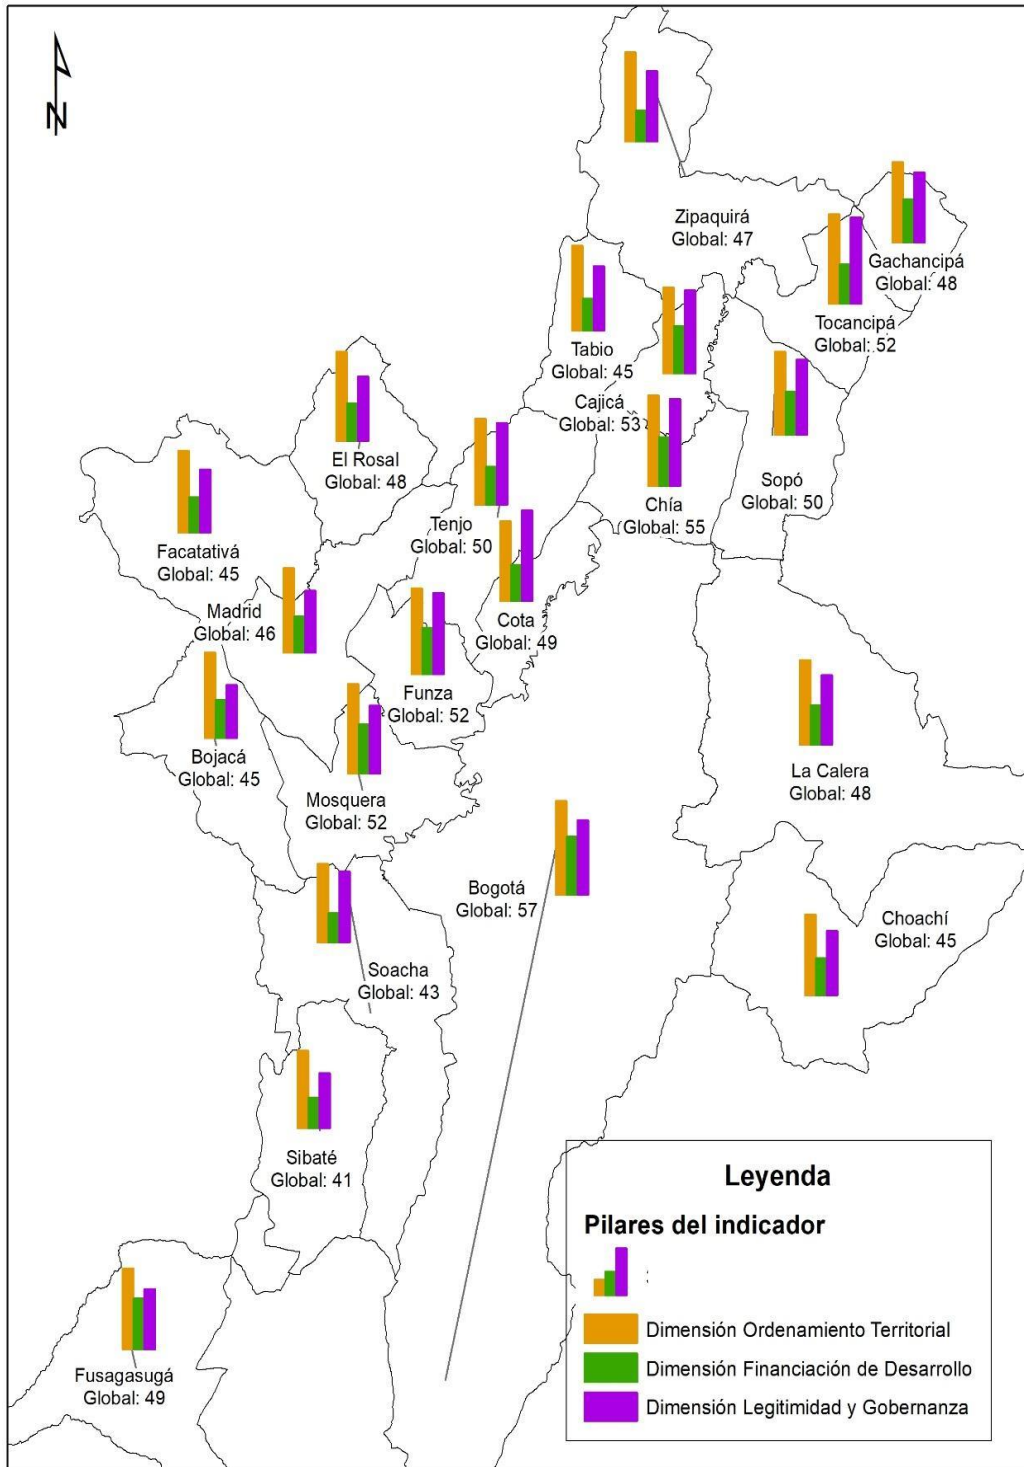 N
Zipaquirá
Global: 47
Gachancipá
Global: 48
Tocancipá
Global: 52
Tabio
Global: 45
Cajicá
Global: 53
El Rosal
Global: 48
Sopó
Global: 50
Chía
Global: 55
Tenjo
Global: 50
Facatativá
Global: 45
Madrid
Global: 46
Cota
Global: 49
Funza
Global: 52
Bojacá
Global: 45
Mosquera
Global: 52
La Calera
Global: 48
Bogotá
Global: 57
Choachí
Global: 45
Soacha
Global: 43
Sibaté
Global: 41
Fusagasugá
Global: 49
Leyenda
Pilares del indicador
:
Dimensión Ordenamiento Territorial
Dimensión Financiación de Desarrollo
Dimensión Legitimidad y Gobernanza